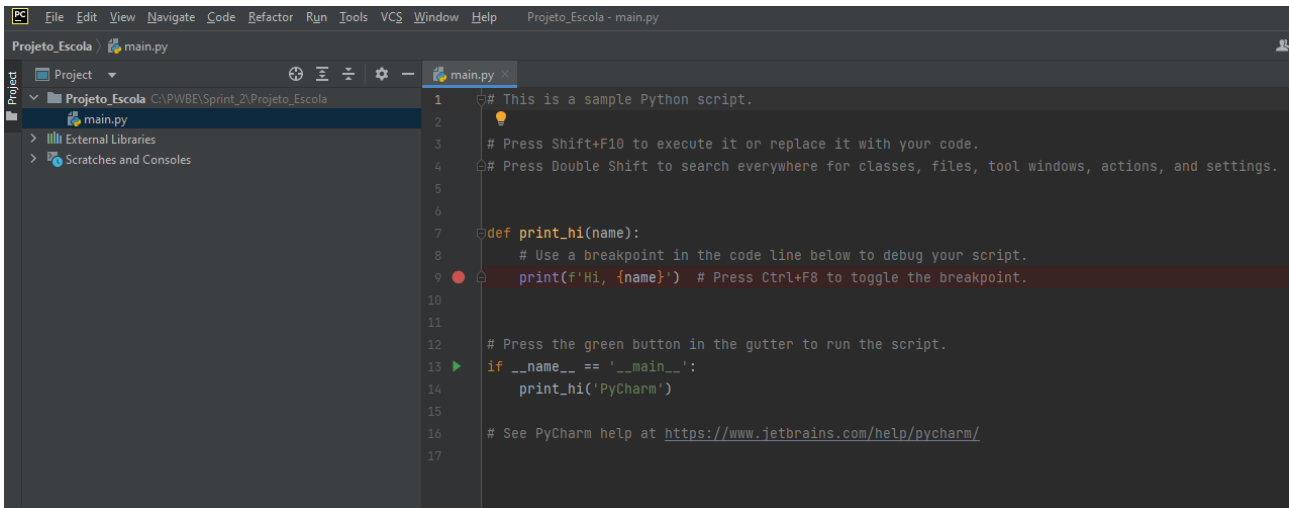 PC File Edit View Navigate Code Refactor Run Tools VCS Window Help Projeto_Escola - main.py
Projeto_Escola main.py
Project
Project
main.py
Projeto_Escola C:\PWBE\Sprint_2\Projeto_Escola
main.py
External Libraries
Scratches and Consoles
1 # This is a sample Python script.
2
3 # Press Shift+F10 to execute it or replace it with your code.
4 # Press Double Shift to search everywhere for classes, files, tool windows, actions, and settings.
5
6
7 def print_hi(name):
8 # Use a breakpoint in the code line below to debug your script.
9 print(f'Hi, {name}') # Press Ctrl+F8 to toggle the breakpoint.
10
11
12 # Press the green button in the gutter to run the script.
13 if __name__ == '__main__':
14 print_hi('PyCharm')
15
16 # See PyCharm help at https://www.jetbrains.com/help/pycharm/
17